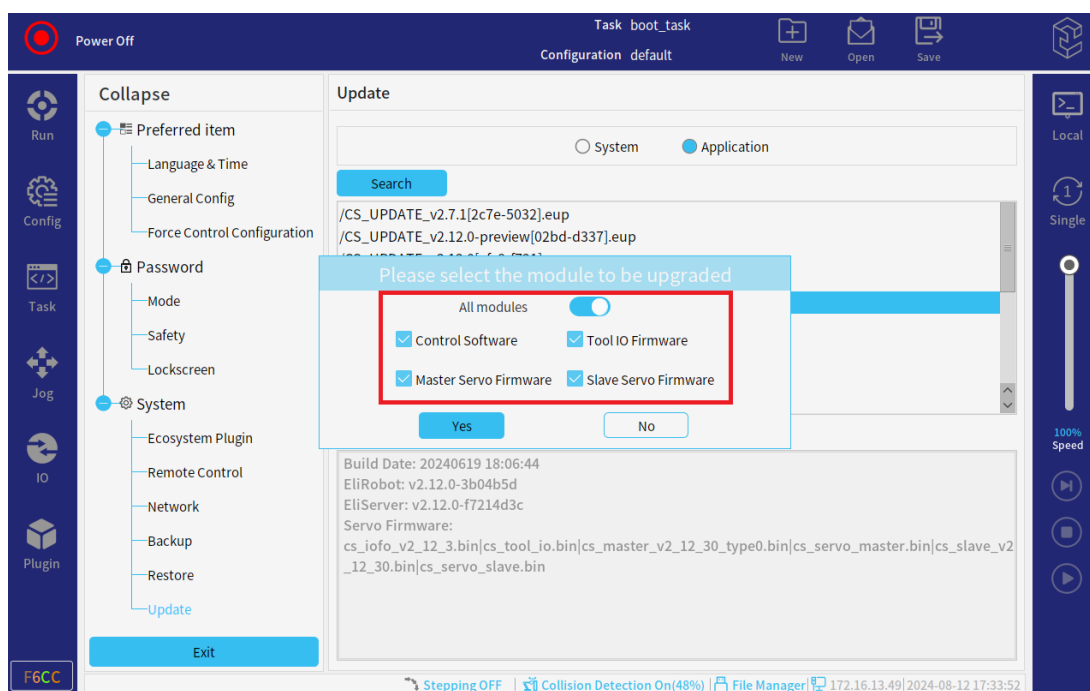 Power Off
Task boot_task
Configuration default
New
Open
Save
Run
Config
Task
Jog
IO
Plugin
F6CC
Collapse
Preferred item
Language & Time
General Config
Force Control Configuration
Password
Mode
Safety
Lockscreen
System
Ecosystem Plugin
Remote Control
Network
Backup
Restore
Update
Exit
Update
System Application
Search
/CS_UPDATE_v2.7.1[2c7e-5032].eup
/CS_UPDATE_v2.12.0-preview[02bd-d337].eup
Please select the module to be upgraded
All modules
Control Software Tool IO Firmware
Master Servo Firmware Slave Servo Firmware
Yes No
Build Date: 20240619 18:06:44
EliRobot: v2.12.0-3b04b5d
EliServer: v2.12.0-f7214d3c
Servo Firmware:
cs_iofo_v2_12_3.bin|cs_tool_io.bin|cs_master_v2_12_30_type0.bin|cs_servo_master.bin|cs_slave_v2
_12_30.bin|cs_servo_slave.bin
Local
1
Single
100%
Speed
Stepping OFF | Collision Detection On(48%) | File Manager | 172.16.13.49 | 2024-08-12 17:33:52